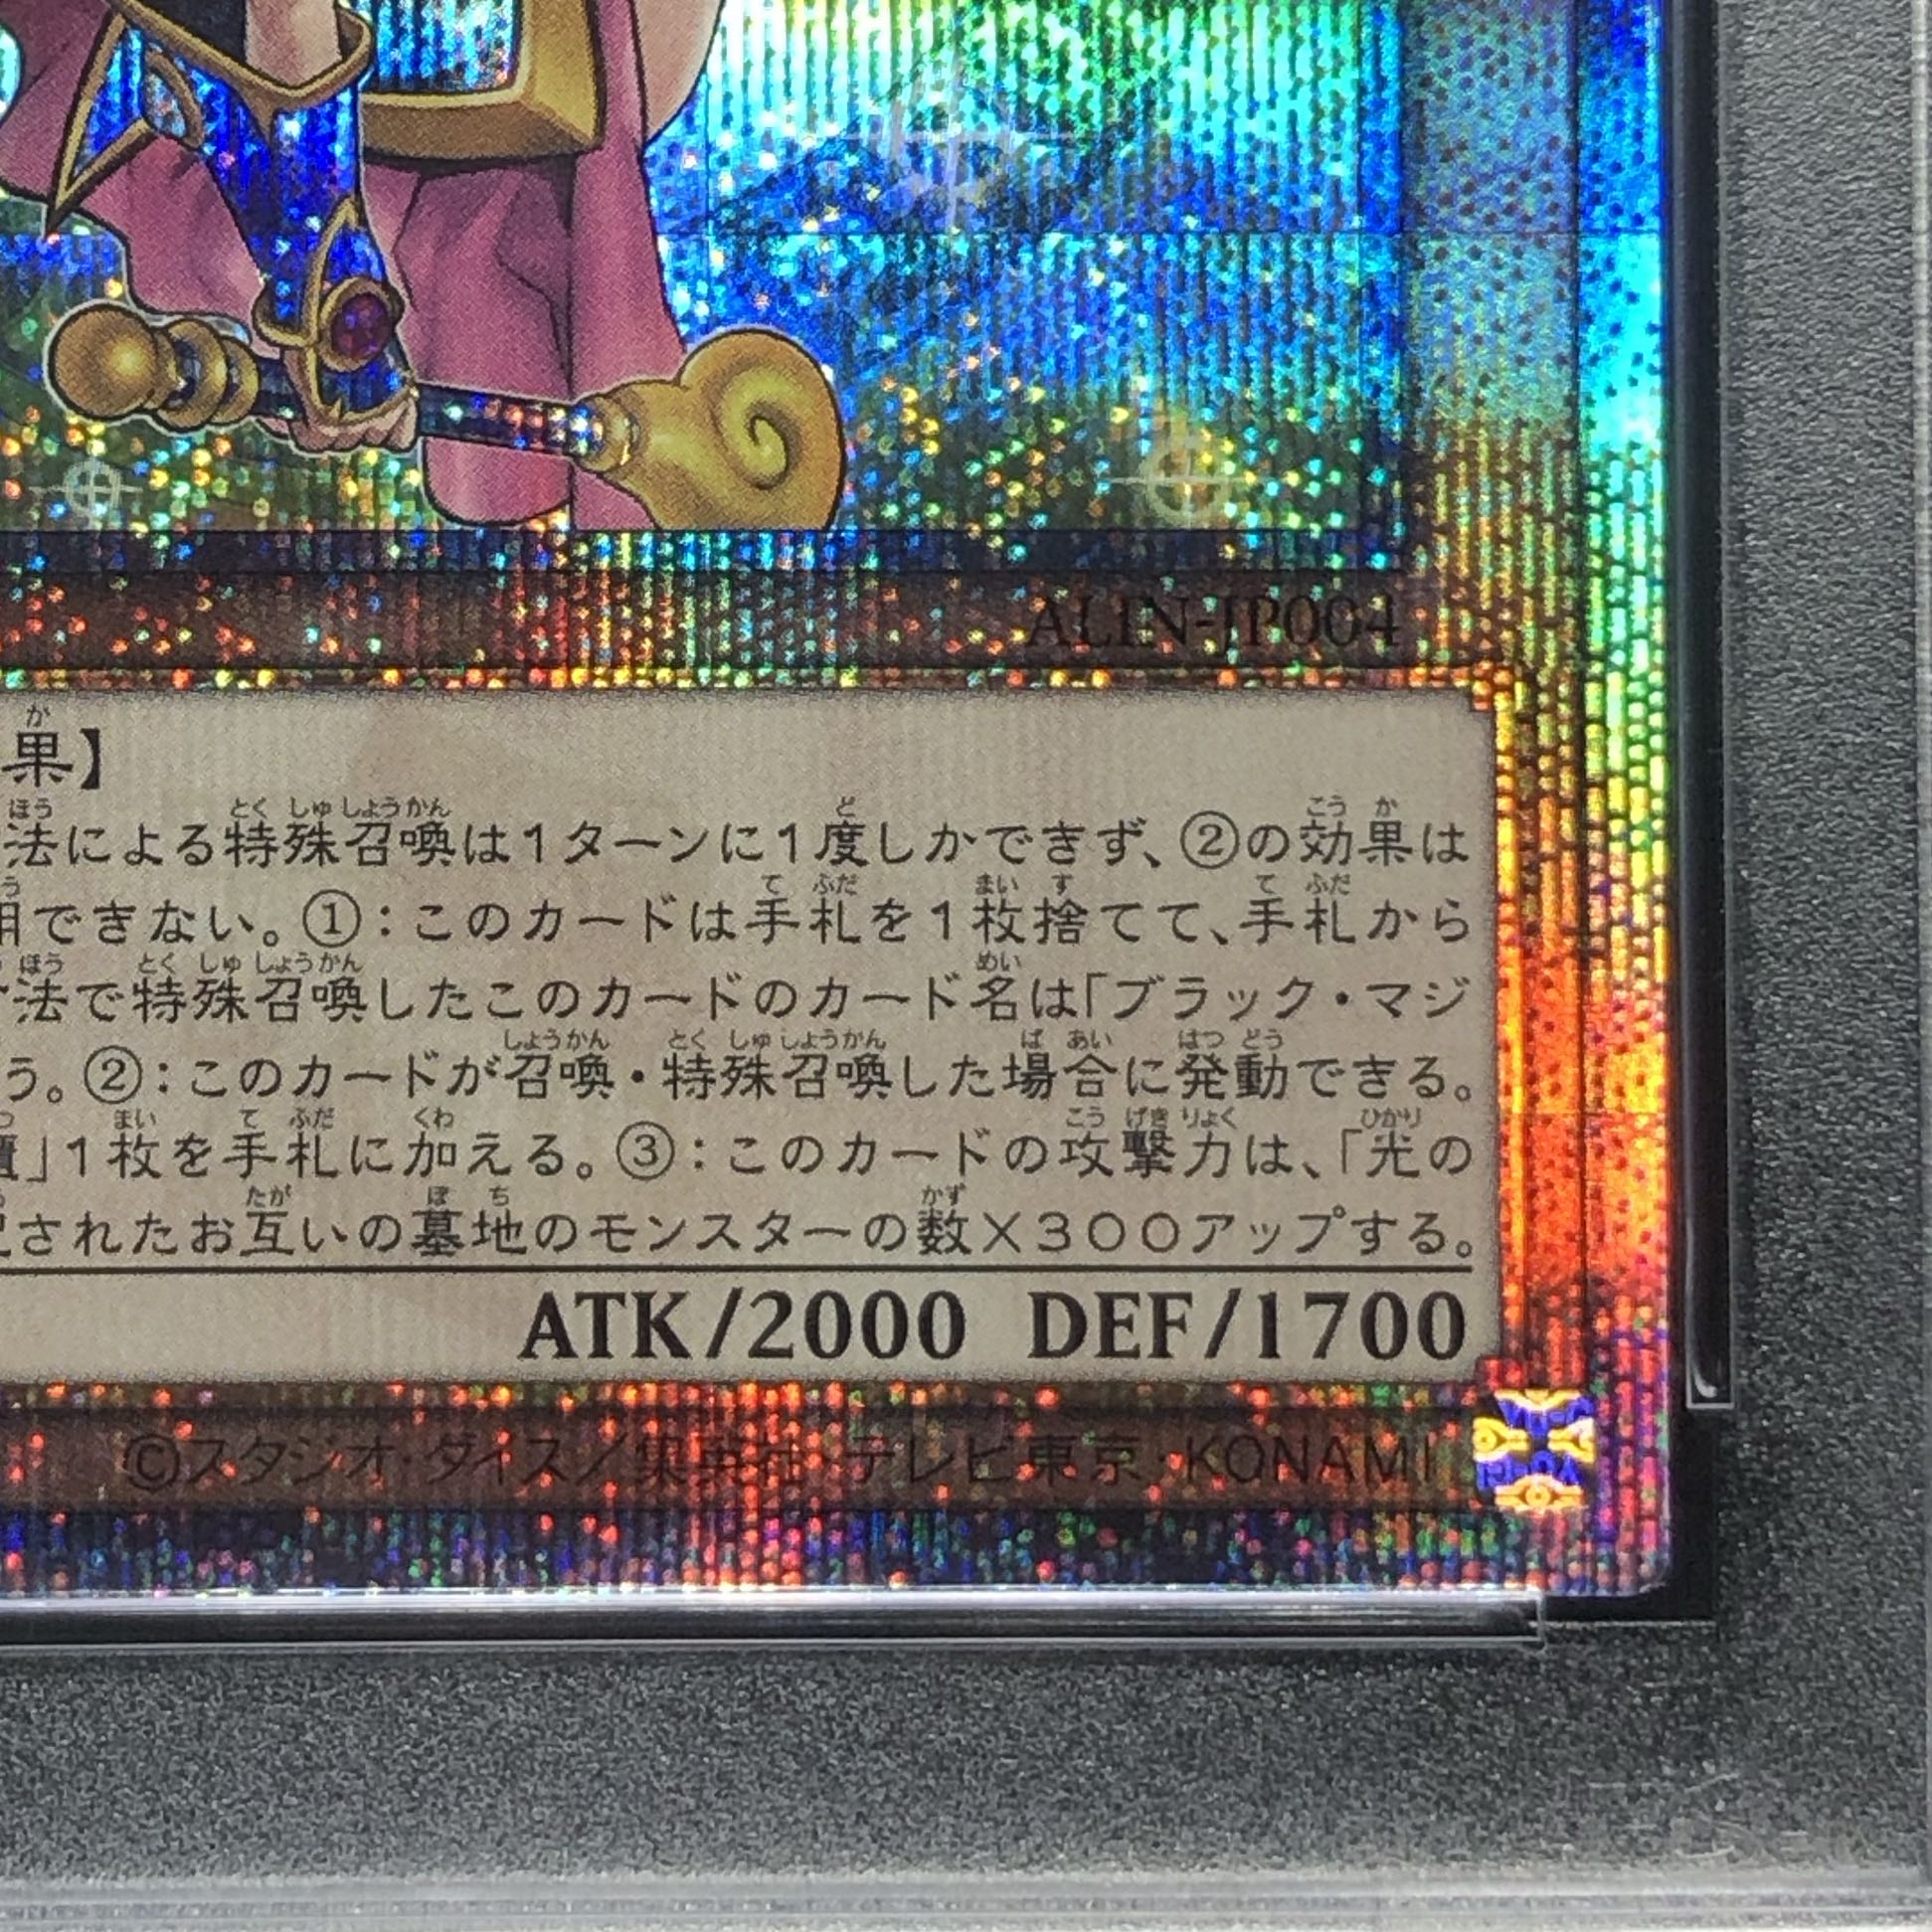 ALIN-JP004
果】
法による特殊召喚は1ターンに1度しかできず、②の効果は
用できない。①：このカードは手札を1枚捨てて、手札から
法で特殊召喚したこのカードのカード名は「ブラック・マジ
う。②：このカードが召喚・特殊召喚した場合に発動できる。
」1枚を手札に加える。③：このカードの攻撃力は、「光の
されたお互いの墓地のモンスターの数×300アップする。
ATK/2000 DEF/1700
©スタジオ・ダイス/集英社・テレビ東京・KONAMI